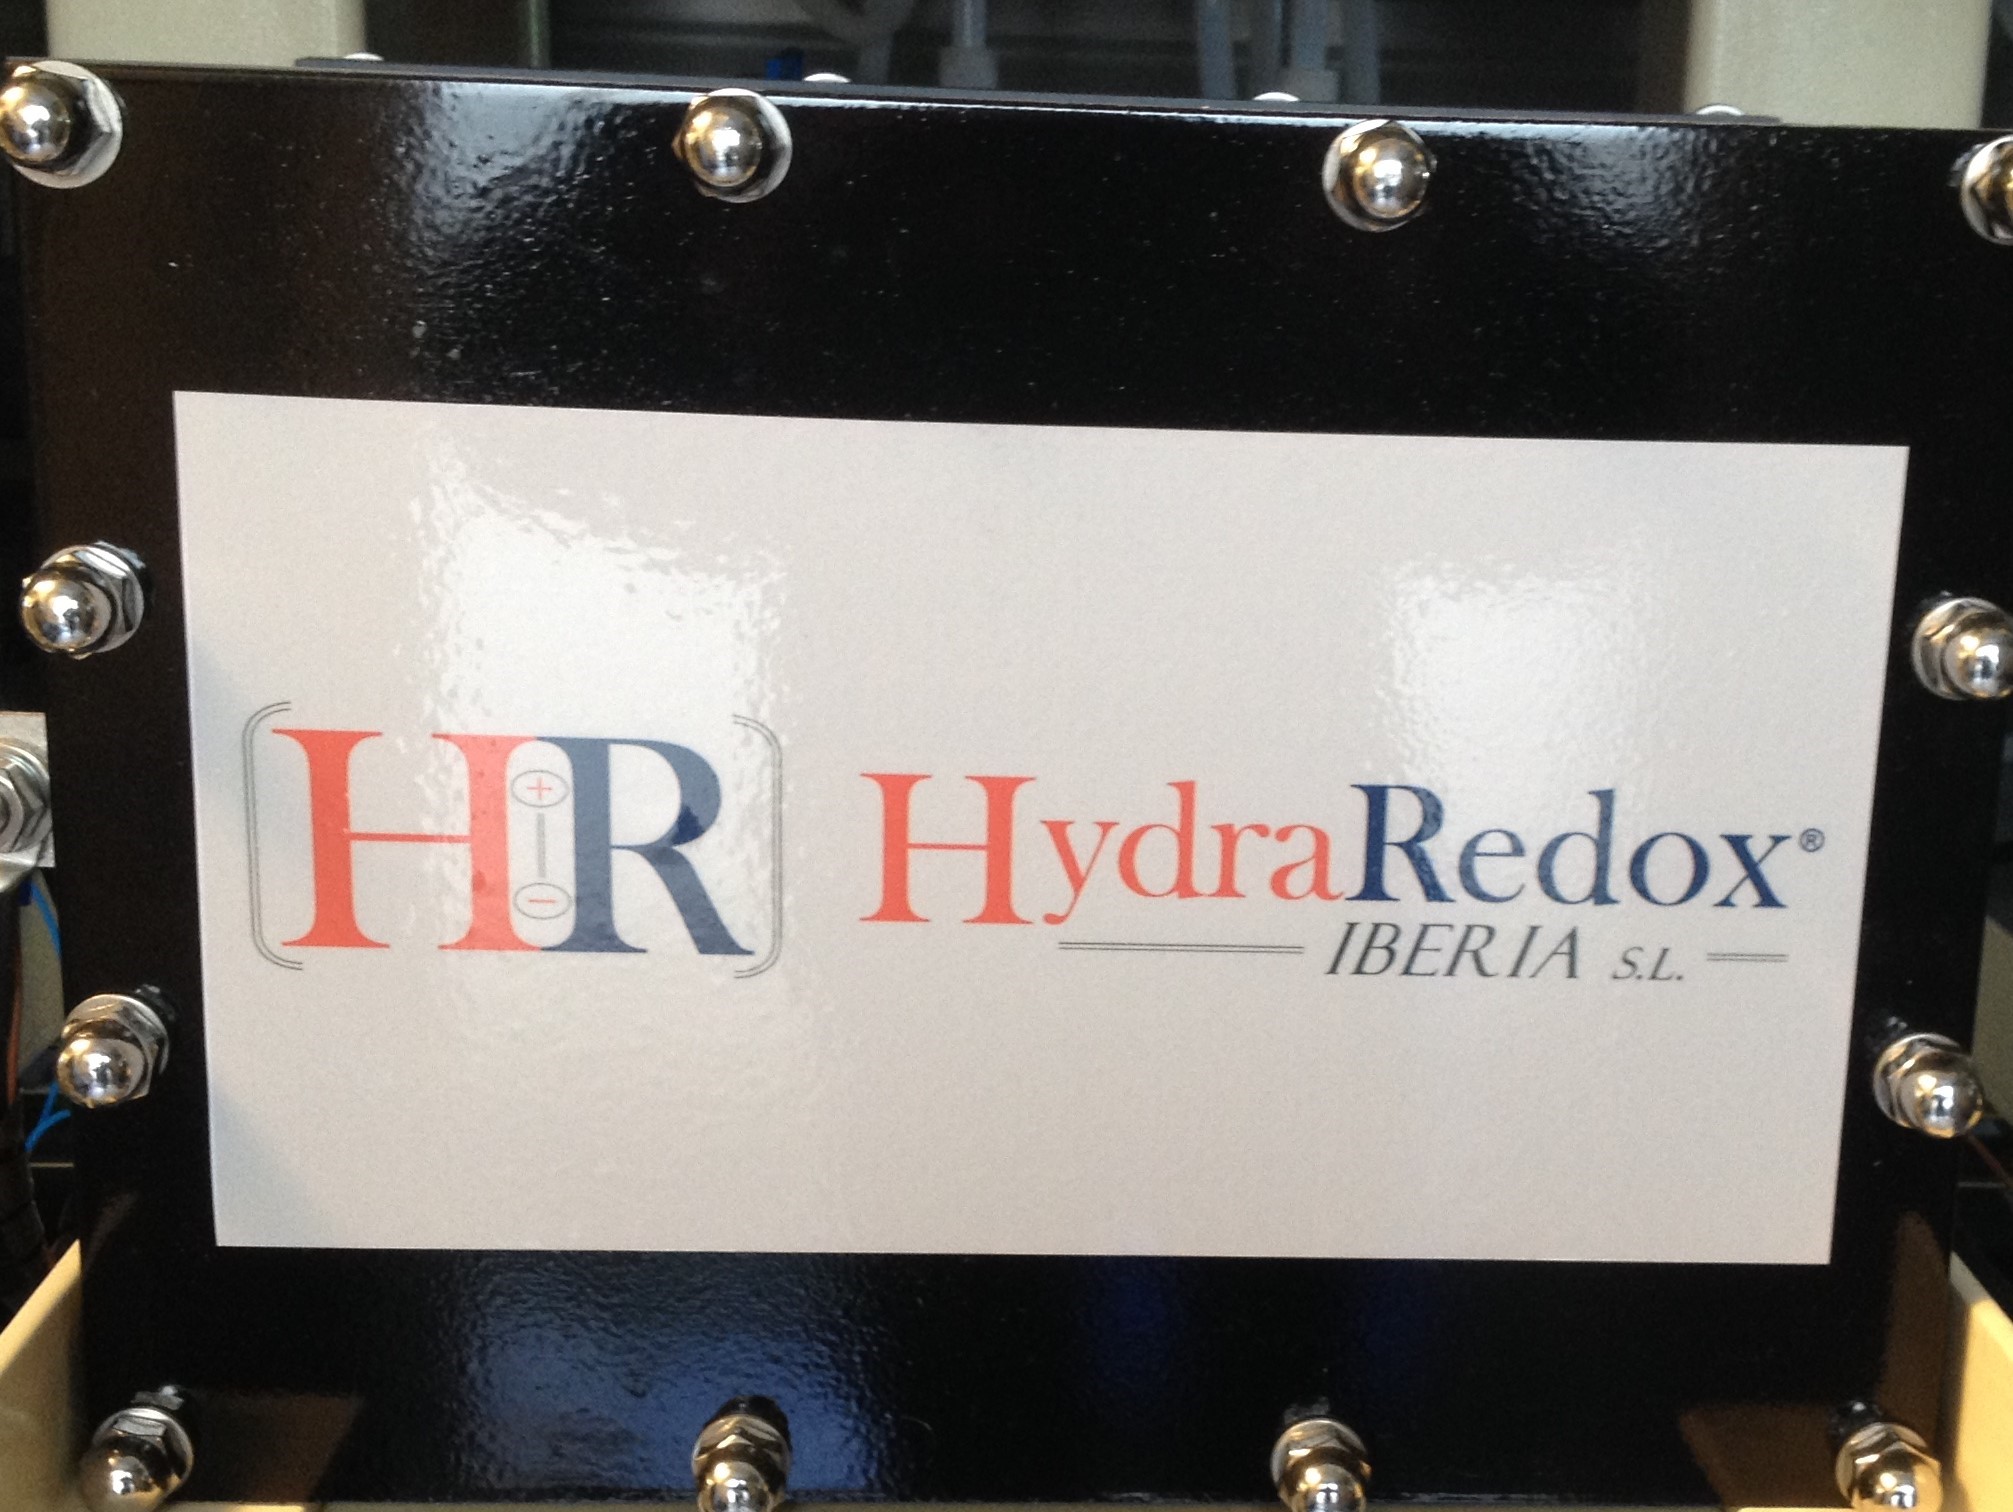 HR
+
−
HydraRedox®
IBERIA S.L.